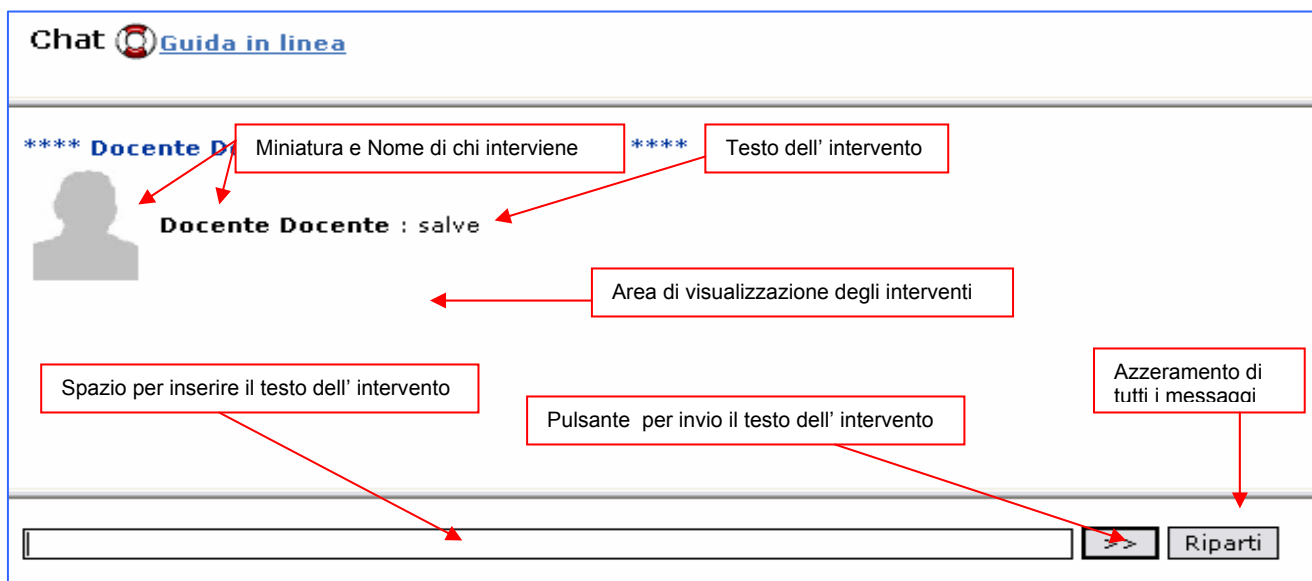 Chat Guida in linea
**** Docente D
Miniatura e Nome di chi interviene
****
Testo dell' intervento
Docente Docente : salve
Area di visualizzazione degli interventi
Spazio per inserire il testo dell' intervento
Azzeramento di
tutti i messaggi
Pulsante per invio il testo dell' intervento
>> Riparti